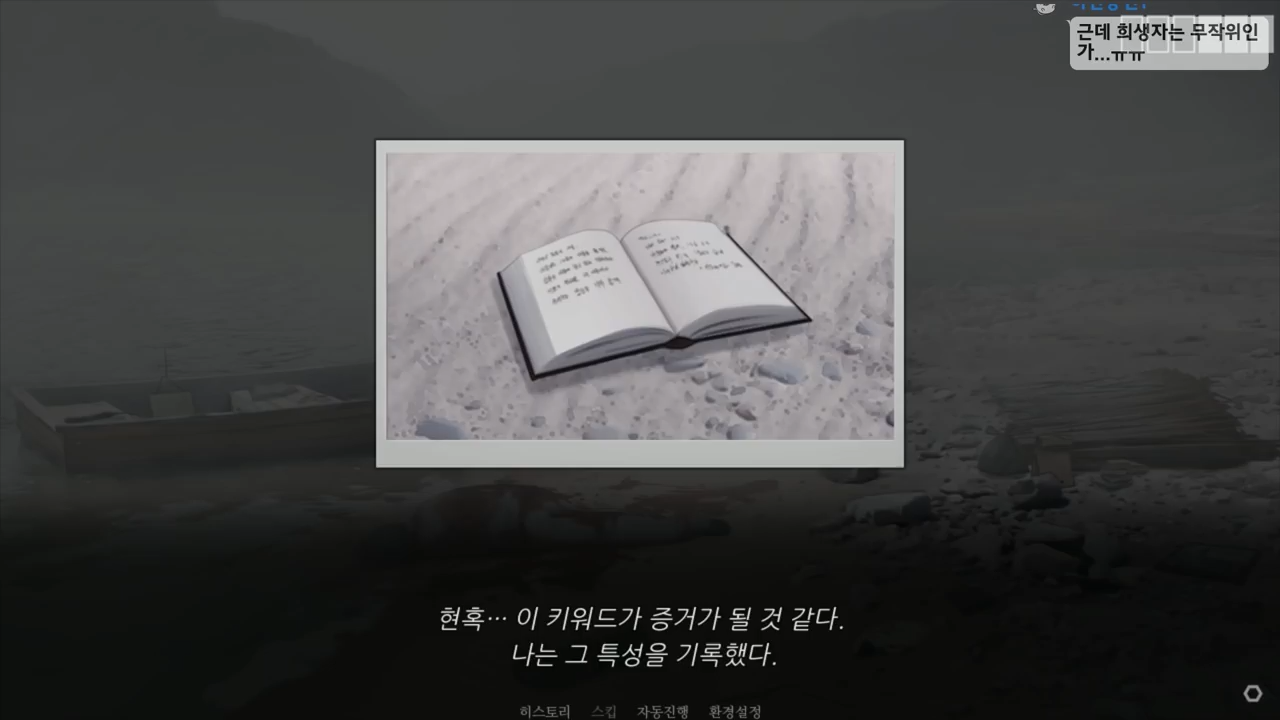 근데 희생자는 무작위인
가...ㅠㅠ
현혹… 이 키워드가 증거가 될 것 같다.
나는 그 특성을 기록했다.
히스토리 스킵 자동진행 환경설정